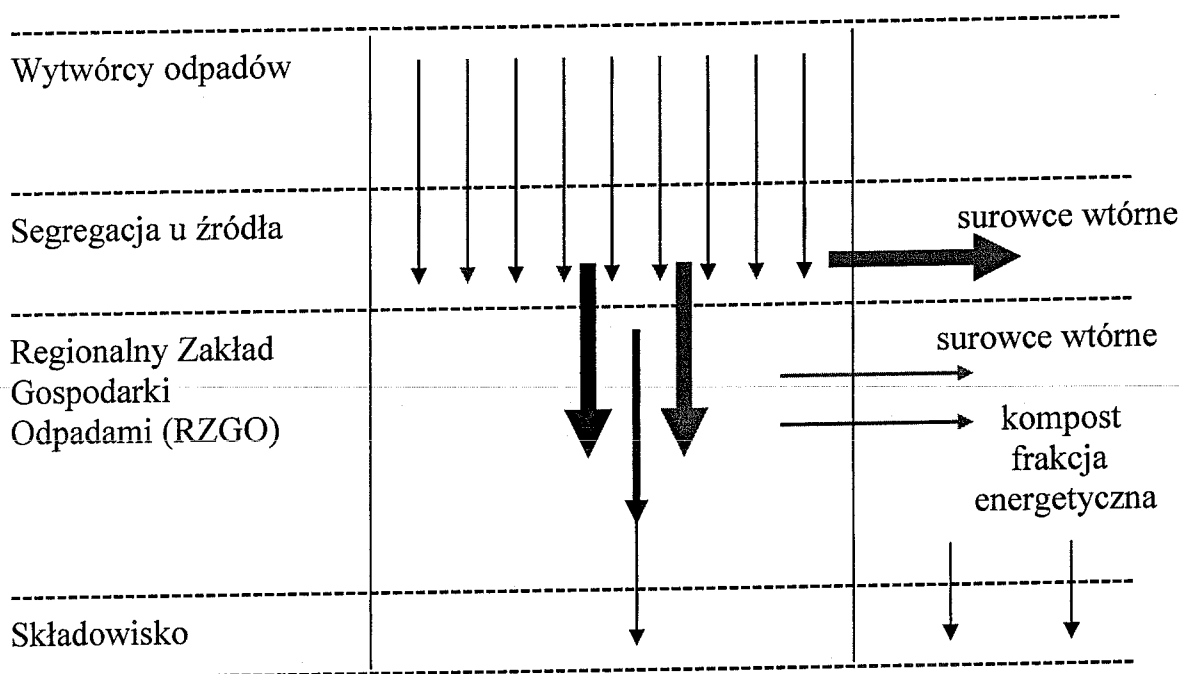 Wytwórcy odpadów
Segregacja u źródła
surowce wtórne
Regionalny Zakład
Gospodarki
Odpadami (RZGO)
surowce wtórne
kompost
frakcja
energetyczna
Składowisko